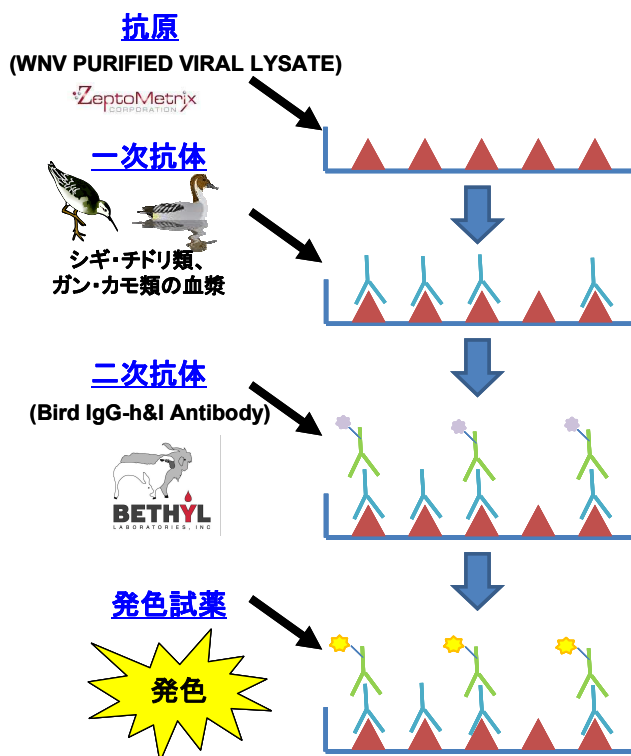 抗原
(WNV PURIFIED VIRAL LYSATE)
ZeptoMetrix
CORPORATION
一次抗体
シギ・チドリ類、
ガン・カモ類の血漿
二次抗体
(Bird IgG-h&l Antibody)
BETHYL
LABORATORIES, INC
発色試薬
発色